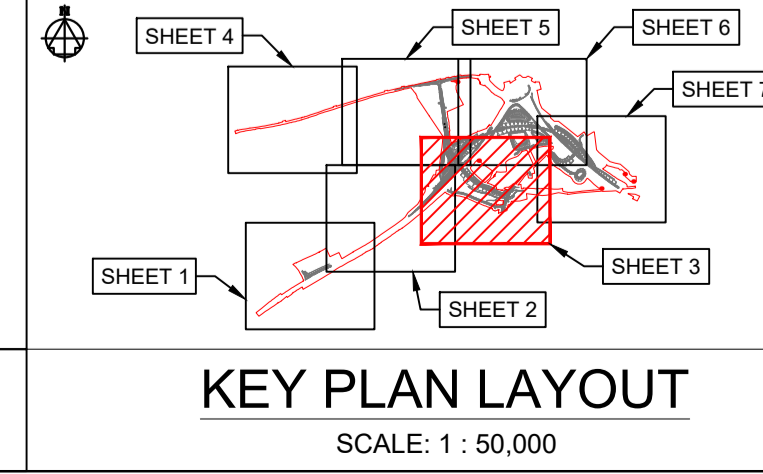 N
SHEET 4
SHEET 5
SHEET 6
SHEET 7
SHEET 1
SHEET 2
SHEET 3
KEY PLAN LAYOUT
SCALE: 1 : 50,000